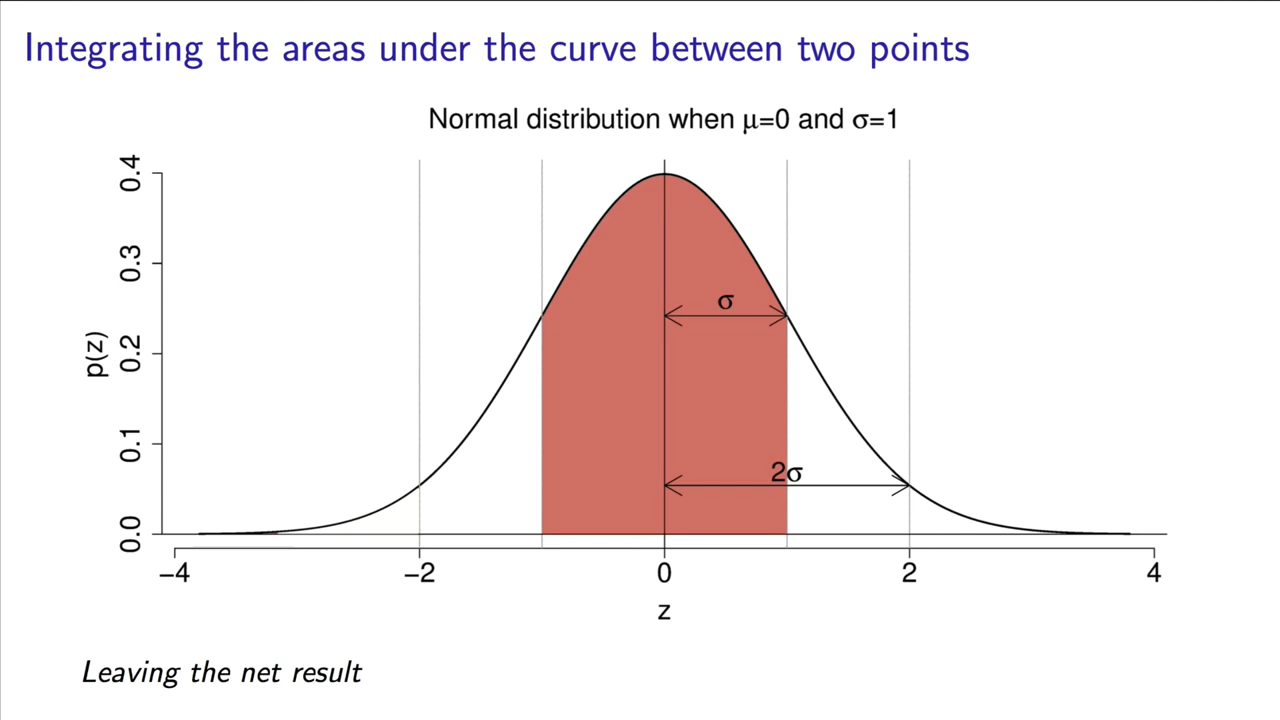 Integrating the areas under the curve between two points
Normal distribution when μ=0 and σ=1
0.4
0.3
0.2
0.1
0.0
p(z)
σ
2σ
−4
−2
0
2
4
z
Leaving the net result